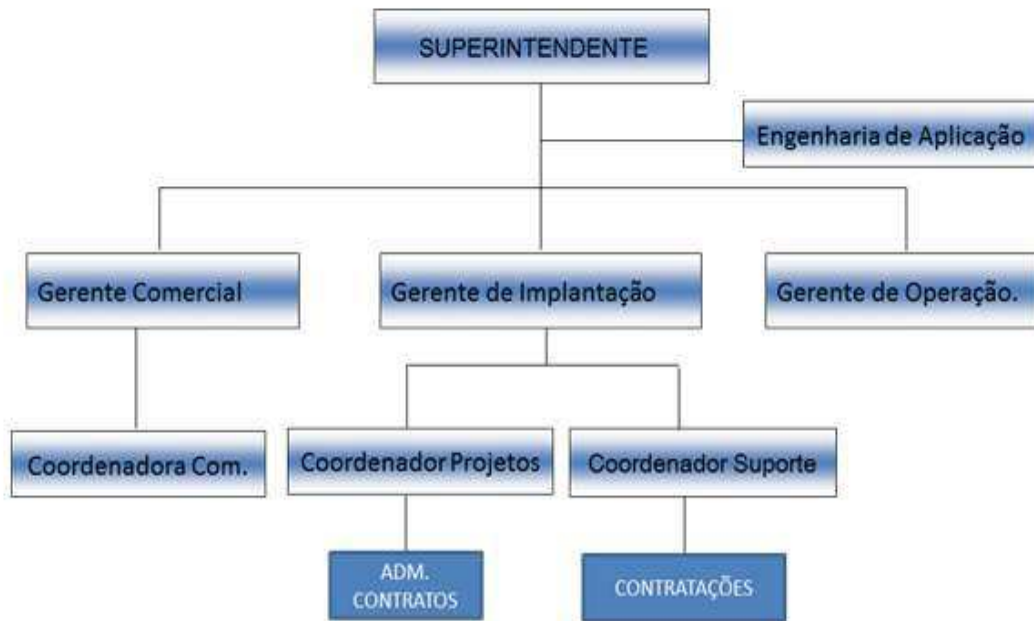 SUPERINTENDENTE
Engenharia de Aplicação
Gerente Comercial
Gerente de Implantação
Gerente de Operação.
Coordenadora Com.
Coordenador Projetos
Coordenador Suporte
ADM.
CONTRATOS
CONTRATAÇÕES